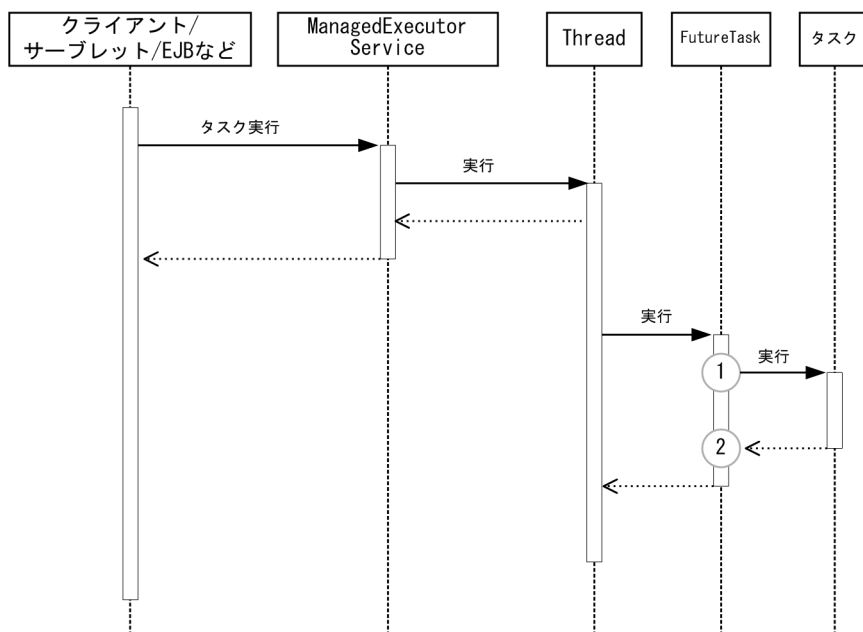 クライアント/
サーブレット/EJBなど
ManagedExecutor
Service
Thread
FutureTask
タスク
タスク実行
実行
実行
1
実行
2